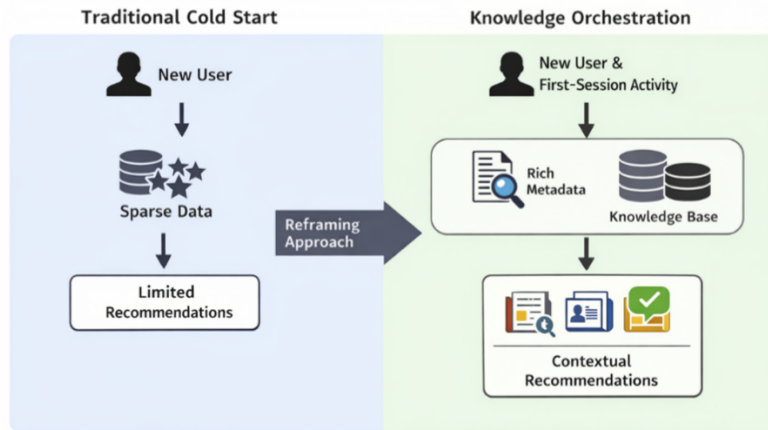 Traditional Cold Start
New User
Sparse Data
Limited
Recommendations
Reframing
Approach
Knowledge Orchestration
New User &
First-Session Activity
Rich
Metadata
Knowledge Base
Contextual
Recommendations